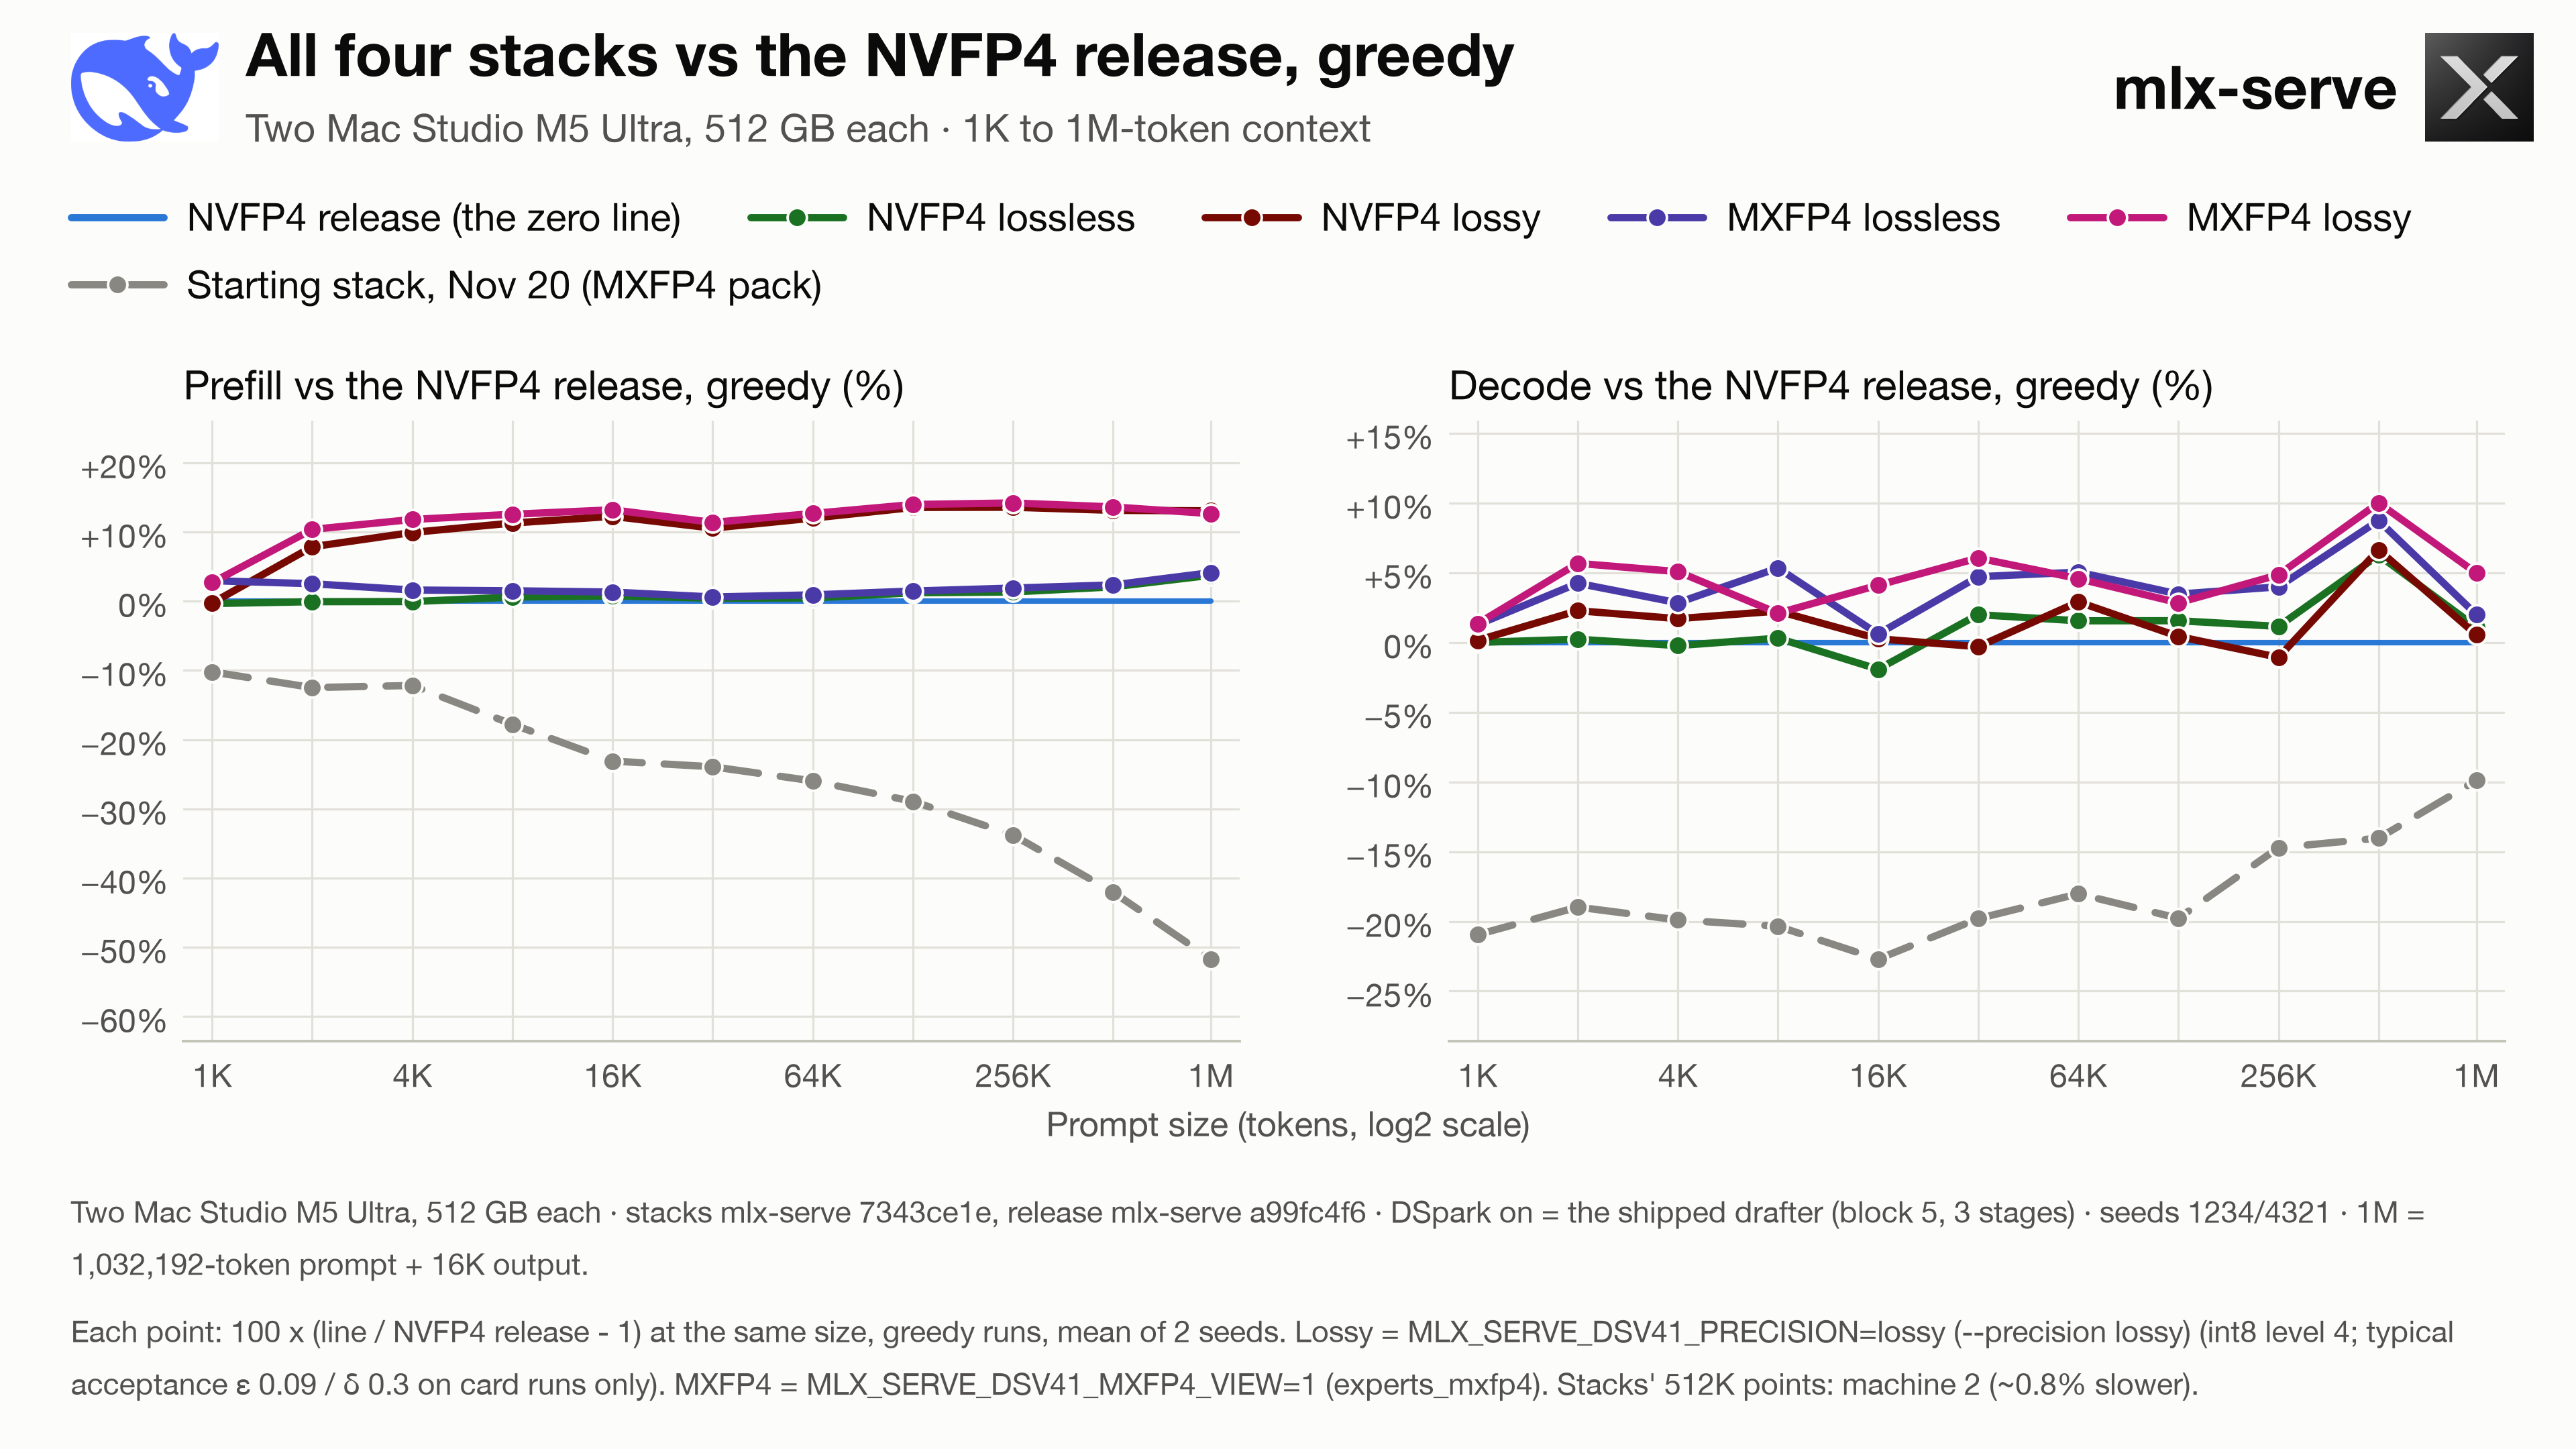 All four stacks vs the NVFP4 release, greedy
Two Mac Studio M5 Ultra, 512 GB each · 1K to 1M-token context
mlx-serve
NVFP4 release (the zero line)
NVFP4 lossless
NVFP4 lossy
MXFP4 lossless
MXFP4 lossy
Starting stack, Nov 20 (MXFP4 pack)
Prefill vs the NVFP4 release, greedy (%)
+20%
+10%
0%
−10%
−20%
−30%
−40%
−50%
−60%
1K 4K 16K 64K 256K 1M
Decode vs the NVFP4 release, greedy (%)
+15%
+10%
+5%
0%
−5%
−10%
−15%
−20%
−25%
1K 4K 16K 64K 256K 1M
Prompt size (tokens, log2 scale)
Two Mac Studio M5 Ultra, 512 GB each · stacks mlx-serve 7343ce1e, release mlx-serve a99fc4f6 · DSpark on = the shipped drafter (block 5, 3 stages) · seeds 1234/4321 · 1M =
1,032,192-token prompt + 16K output.
Each point: 100 x (line / NVFP4 release - 1) at the same size, greedy runs, mean of 2 seeds. Lossy = MLX_SERVE_DSV41_PRECISION=lossy (--precision lossy) (int8 level 4; typical
acceptance ε 0.09 / δ 0.3 on card runs only). MXFP4 = MLX_SERVE_DSV41_MXFP4_VIEW=1 (experts_mxfp4). Stacks' 512K points: machine 2 (~0.8% slower).